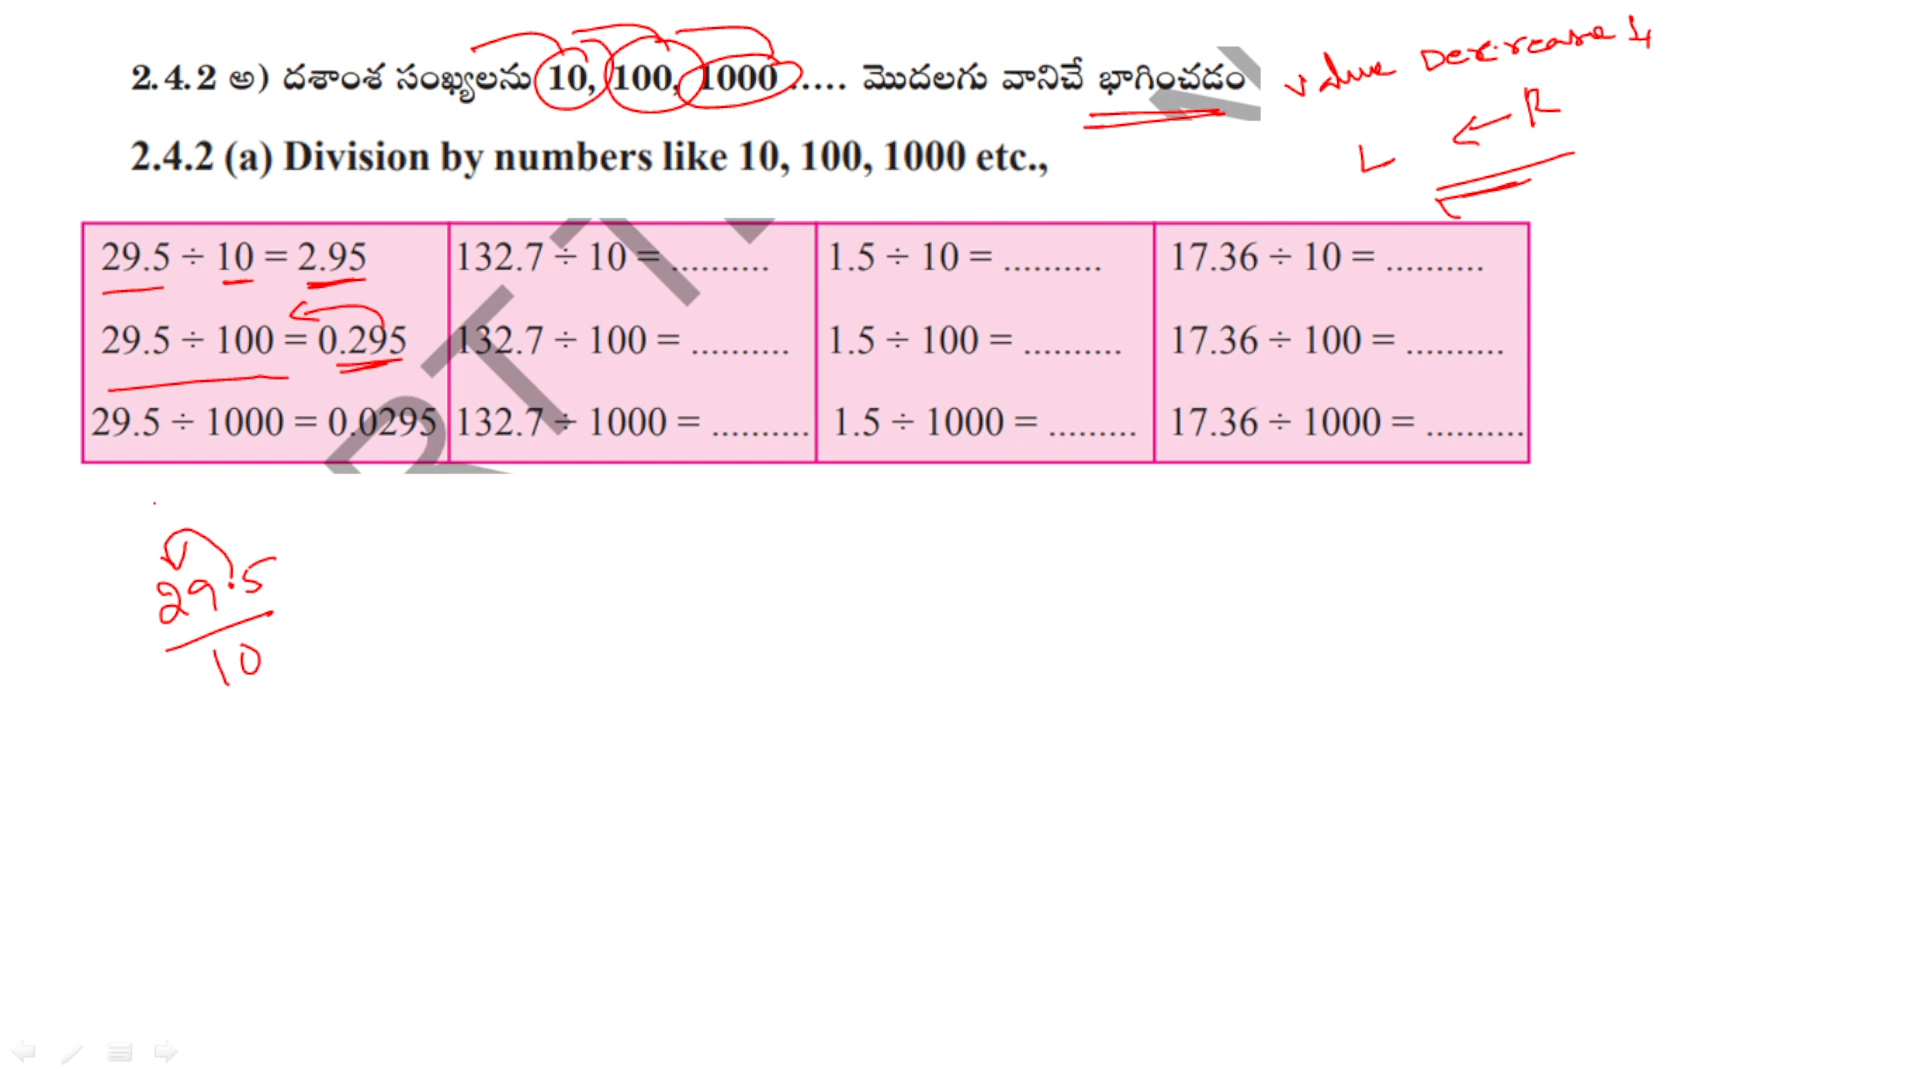 2.4.2 అ) దశాంశ సంఖ్యలను 10, 100, 1000 ..... మొదలగు వానిచే భాగించడం
value Decrease
L ← R
2.4.2 (a) Division by numbers like 10, 100, 1000 etc.,
29.5 ÷ 10 = 2.95 132.7 ÷ 10 = .......... 1.5 ÷ 10 = .......... 17.36 ÷ 10 = ..........
29.5 ÷ 100 = 0.295 132.7 ÷ 100 = .......... 1.5 ÷ 100 = .......... 17.36 ÷ 100 = ..........
29.5 ÷ 1000 = 0.0295 132.7 ÷ 1000 = .......... 1.5 ÷ 1000 = ......... 17.36 ÷ 1000 = ..........
29.5
10